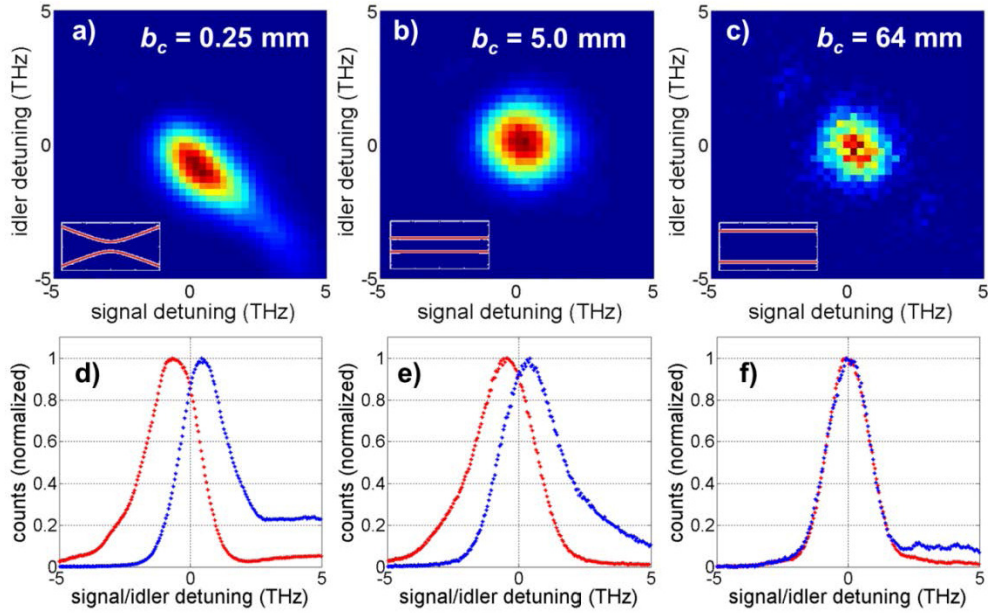 a) b_c = 0.25 mm
b) b_c = 5.0 mm
c) b_c = 64 mm
idler detuning (THz)
5
0
-5
-5 0 5
signal detuning (THz)
idler detuning (THz)
5
0
-5
-5 0 5
signal detuning (THz)
idler detuning (THz)
5
0
-5
-5 0 5
signal detuning (THz)
d)
counts (normalized)
1
0.8
0.6
0.4
0.2
0
-5 0 5
signal/idler detuning (THz)
e)
counts (normalized)
1
0.8
0.6
0.4
0.2
0
-5 0 5
signal/idler detuning (THz)
f)
counts (normalized)
1
0.8
0.6
0.4
0.2
0
-5 0 5
signal/idler detuning (THz)